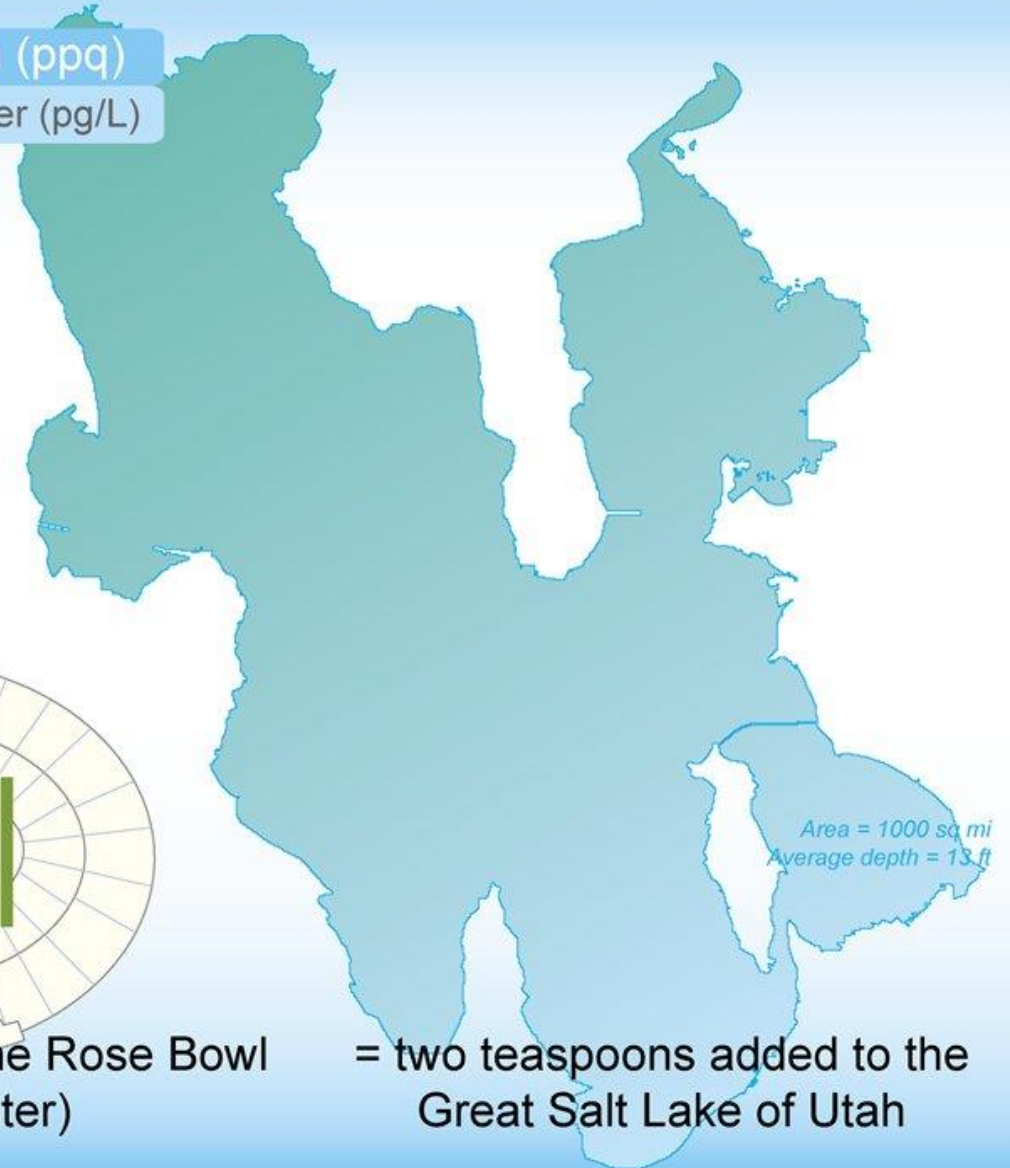 (ppq)
er (pg/L)
Area = 1000 sq mi
Average depth = 13 ft
e Rose Bowl
ter)
= two teaspoons added to the
Great Salt Lake of Utah